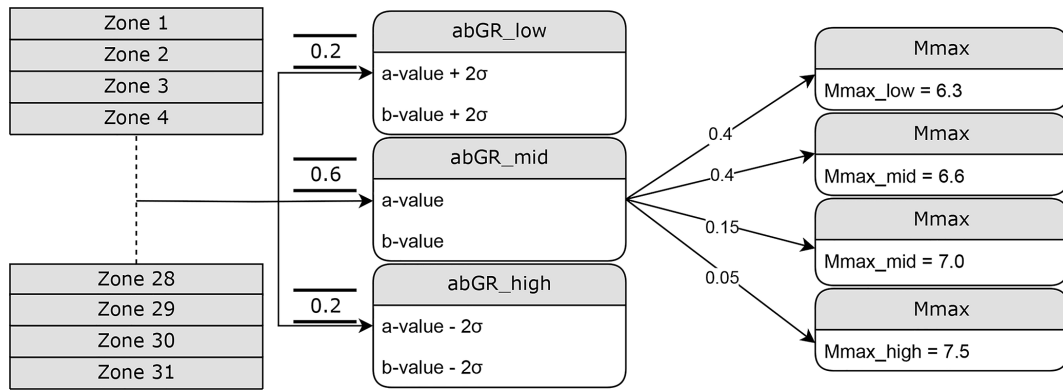 Zone 1
Zone 2
Zone 3
Zone 4
Zone 28
Zone 29
Zone 30
Zone 31
0.2
0.6
0.2
abGR_low
a-value + 2σ
b-value + 2σ
abGR_mid
a-value
b-value
abGR_high
a-value - 2σ
b-value - 2σ
0.4
0.4
0.15
0.05
Mmax
Mmax_low = 6.3
Mmax
Mmax_mid = 6.6
Mmax
Mmax_mid = 7.0
Mmax
Mmax_high = 7.5